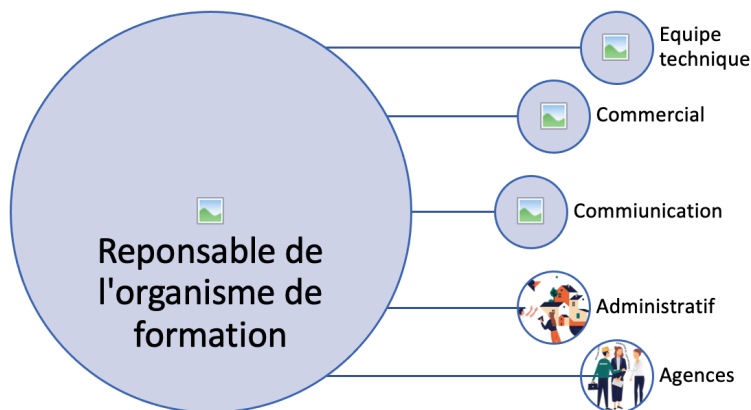 Equipe
technique
Commercial
Commiunication
Reponsable de
l'organisme de
formation
Administratif
Agences